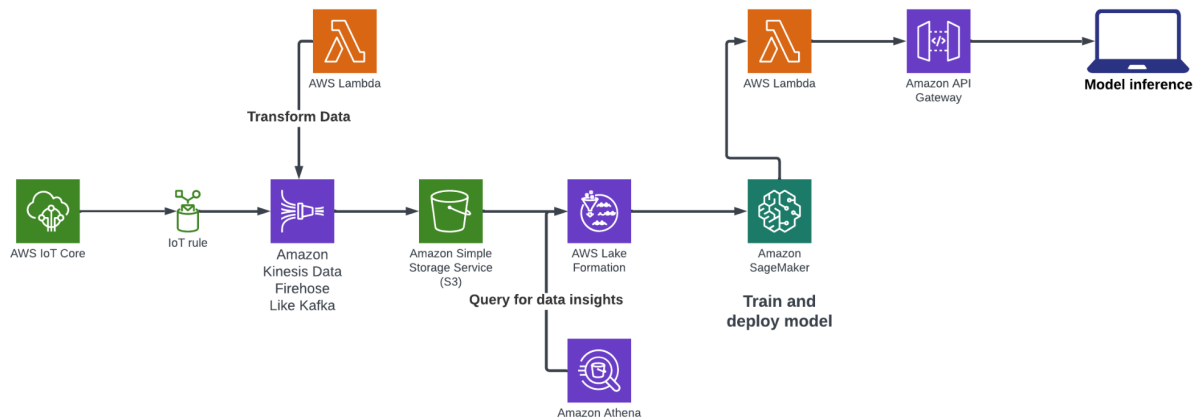 AWS Lambda
AWS Lambda
Amazon API
Gateway
Model inference
Transform Data
AWS IoT Core
IoT rule
Amazon
Kinesis Data
Firehose
Like Kafka
Amazon Simple
Storage Service
(S3)
AWS Lake
Formation
Amazon
SageMaker
Query for data insights
Train and
deploy model
Amazon Athena